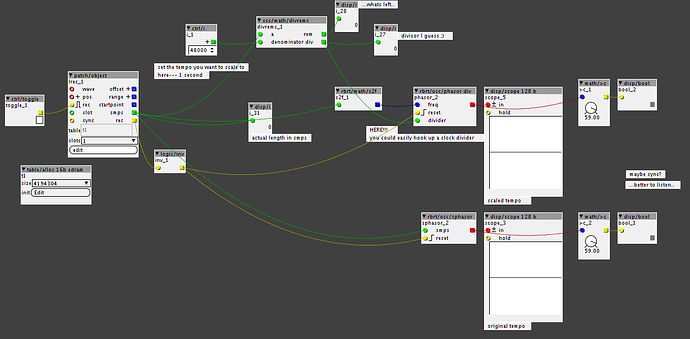 disp/i
i_28
0
...whats left..
ctrl/i
i_1
48000
sss/math/divremc
divremc_1
a rem
denominator div
disp/i
i_27
0
divisor I guess ;)
set the tempo you want to scale to
here--- 1 second
patch/object
lrec_1
wave offset
pos range
rec startpoint
slot smps
sync rec
table t1
slots 1
edit
ctrl/toggle
toggle_1
disp/i
i_31
0
actual length in smps
rbrt/math/s2f
s2f_1
rbrt/osc/phasor div
phasor_2
freq
reset
divider
HERE!!!
you could easily hook up a clock divider
disp/scope 128 b
scope_5
in
hold
scaled tempo
math/>c
>c_1
59.00
disp/bool
bool_2
logic/inv
inv_1
table/alloc 16b sdram
t1
size 4194304
init Edit
maybe sync?
...better to listen..
rbrt/osc/sphasor
sphasor_2
smps
reset
disp/scope 128 b
scope_3
in
hold
original tempo
math/>c
>c_2
59.00
disp/bool
bool_1